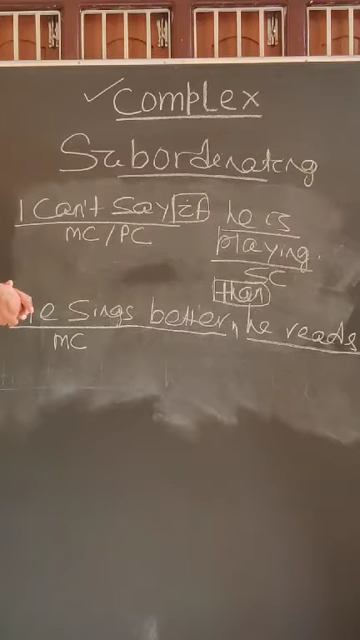 ✓Complex
Subordenating
I Can't Say if he is
MC/PC playing.
SC
than
e Sings better, he reads
MC